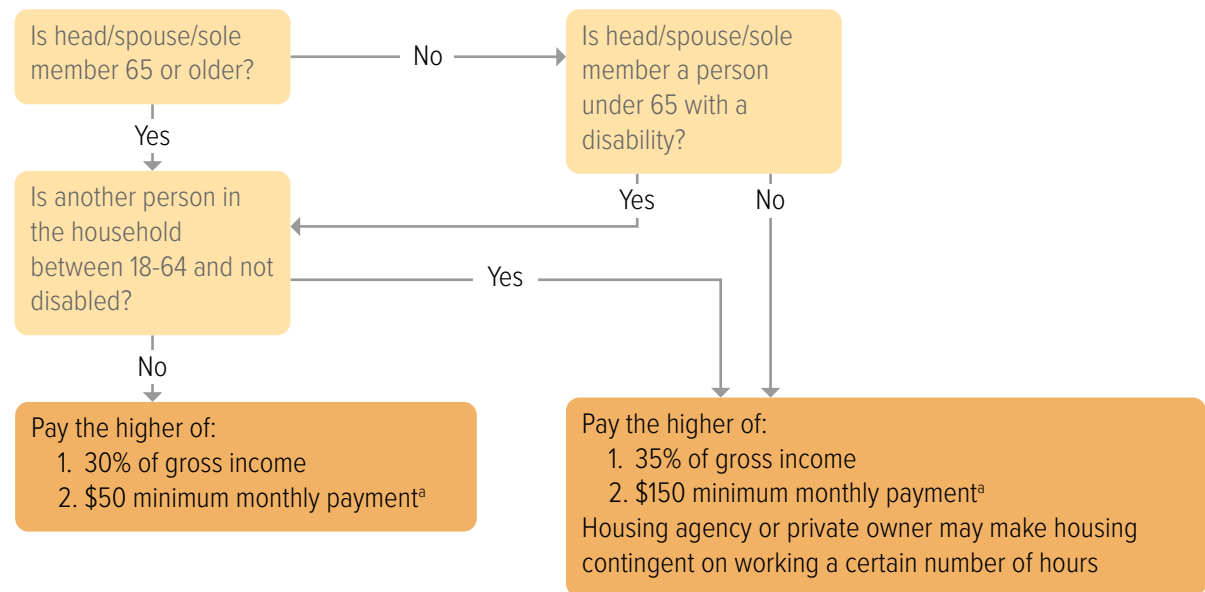 Is head/spouse/sole
member 65 or older?
No
Is head/spouse/sole
member a person
under 65 with a
disability?
Yes
Is another person in
the household
between 18-64 and not
disabled?
Yes
No
Yes
No
Pay the higher of:
1. 30% of gross income
2. $50 minimum monthly paymentᵃ
Pay the higher of:
1. 35% of gross income
2. $150 minimum monthly paymentᵃ
Housing agency or private owner may make housing
contingent on working a certain number of hours